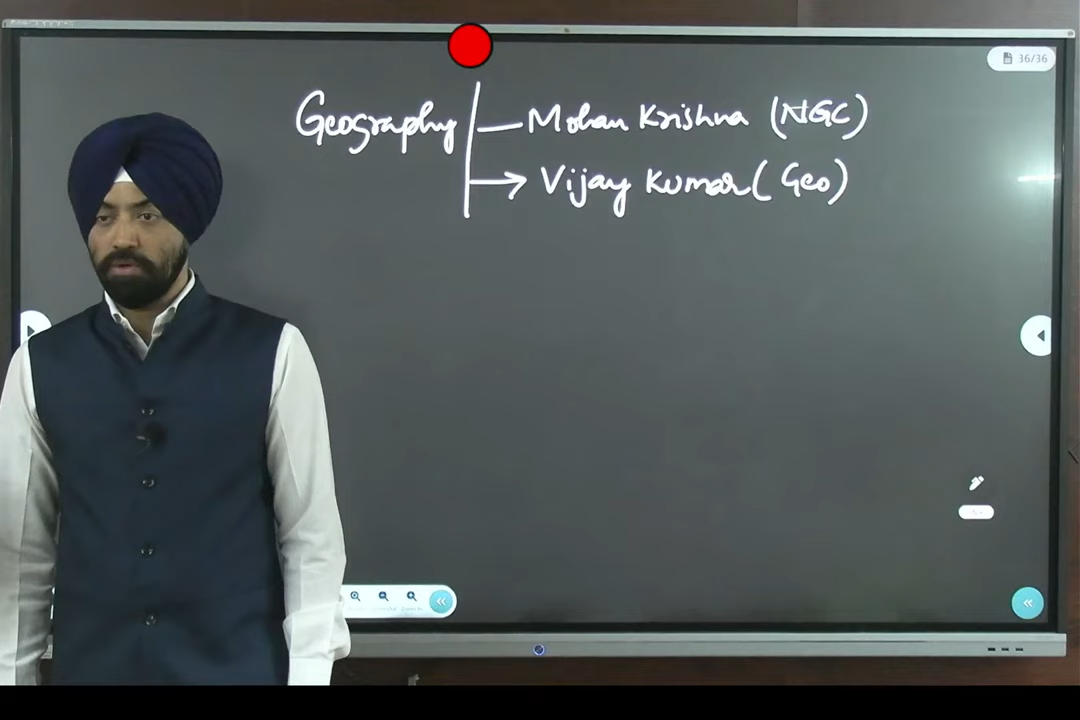 36/36
Geography — Mohan Krishna (NGC)
→ Vijay Kumar (Geo)